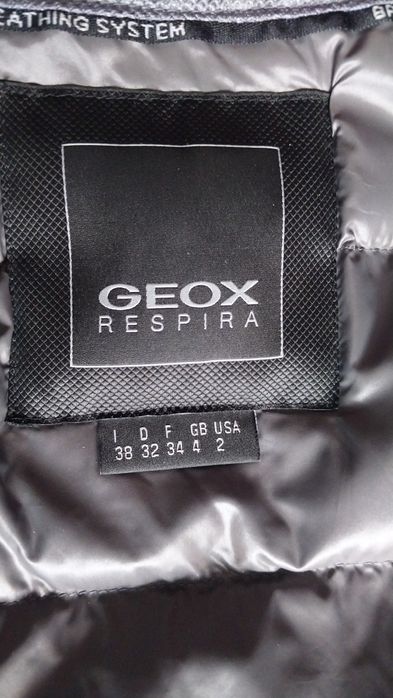 EATHING SYSTEM
GEOX
RESPIRA
I D F GB USA
38 32 34 4 2